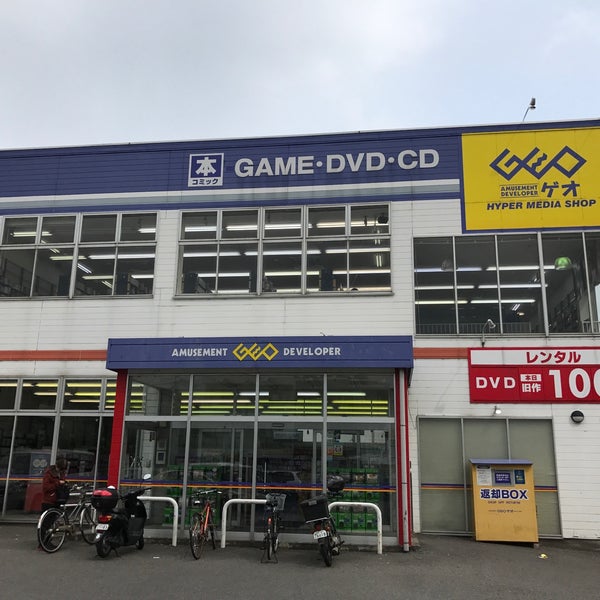 本
コミック
GAME・DVD・CD
GEO
AMUSEMENT
DEVELOPER
ゲオ
HYPER MEDIA SHOP
AMUSEMENT GEO DEVELOPER
レンタル
DVD 本日 旧作 100
返却BOX